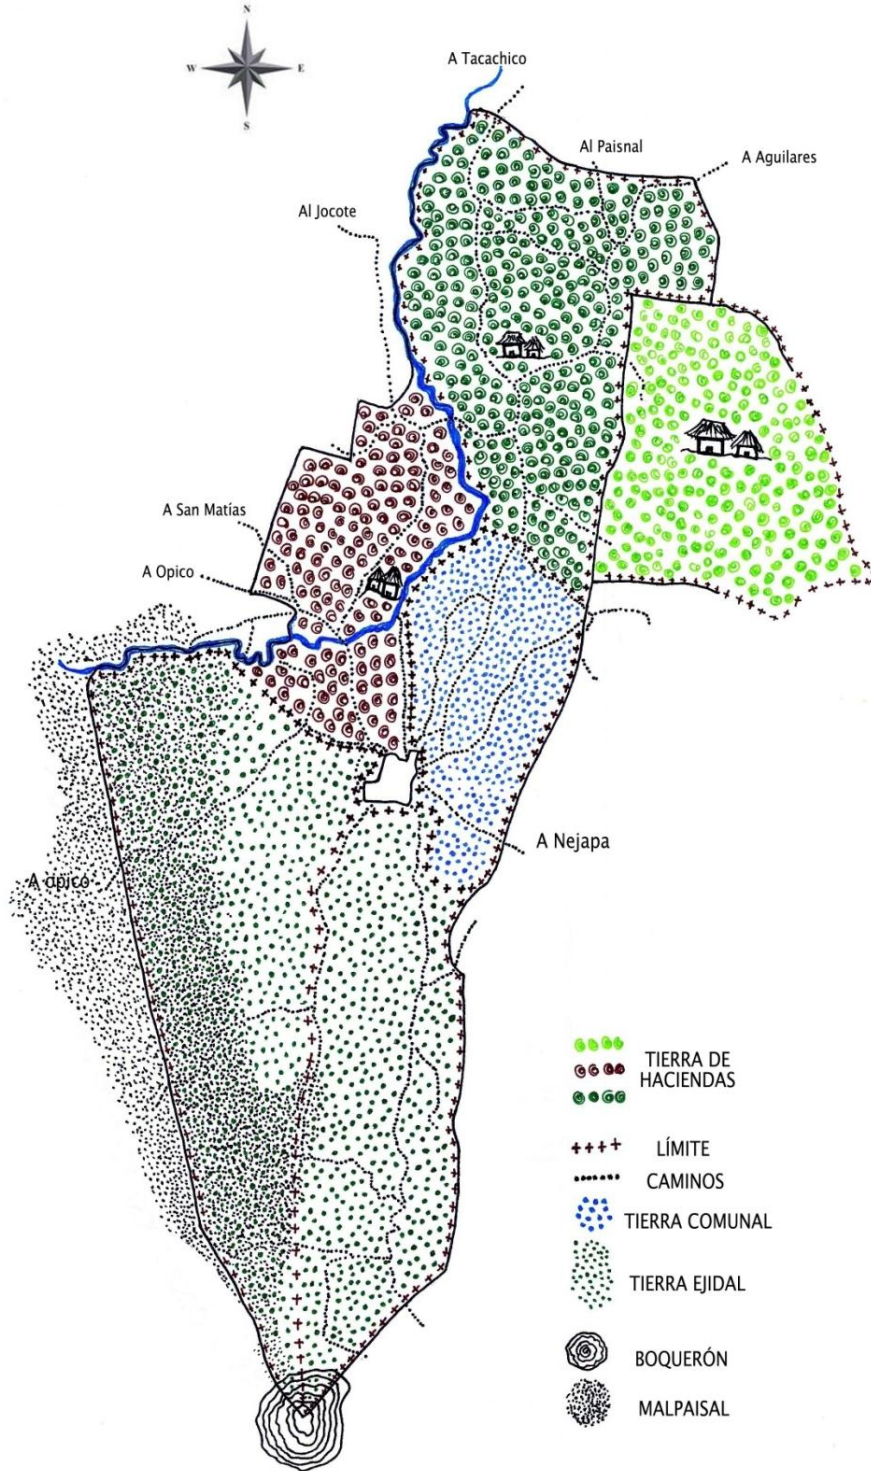 N
W E
S
A Tacachico
Al Paisnal
A Aguilares
Al Jocote
A San Matías
A Opico
A opico
A Nejapa
TIERRA DE
HACIENDAS
LÍMITE
CAMINOS
TIERRA COMUNAL
TIERRA EJIDAL
BOQUERÓN
MALPAISAL